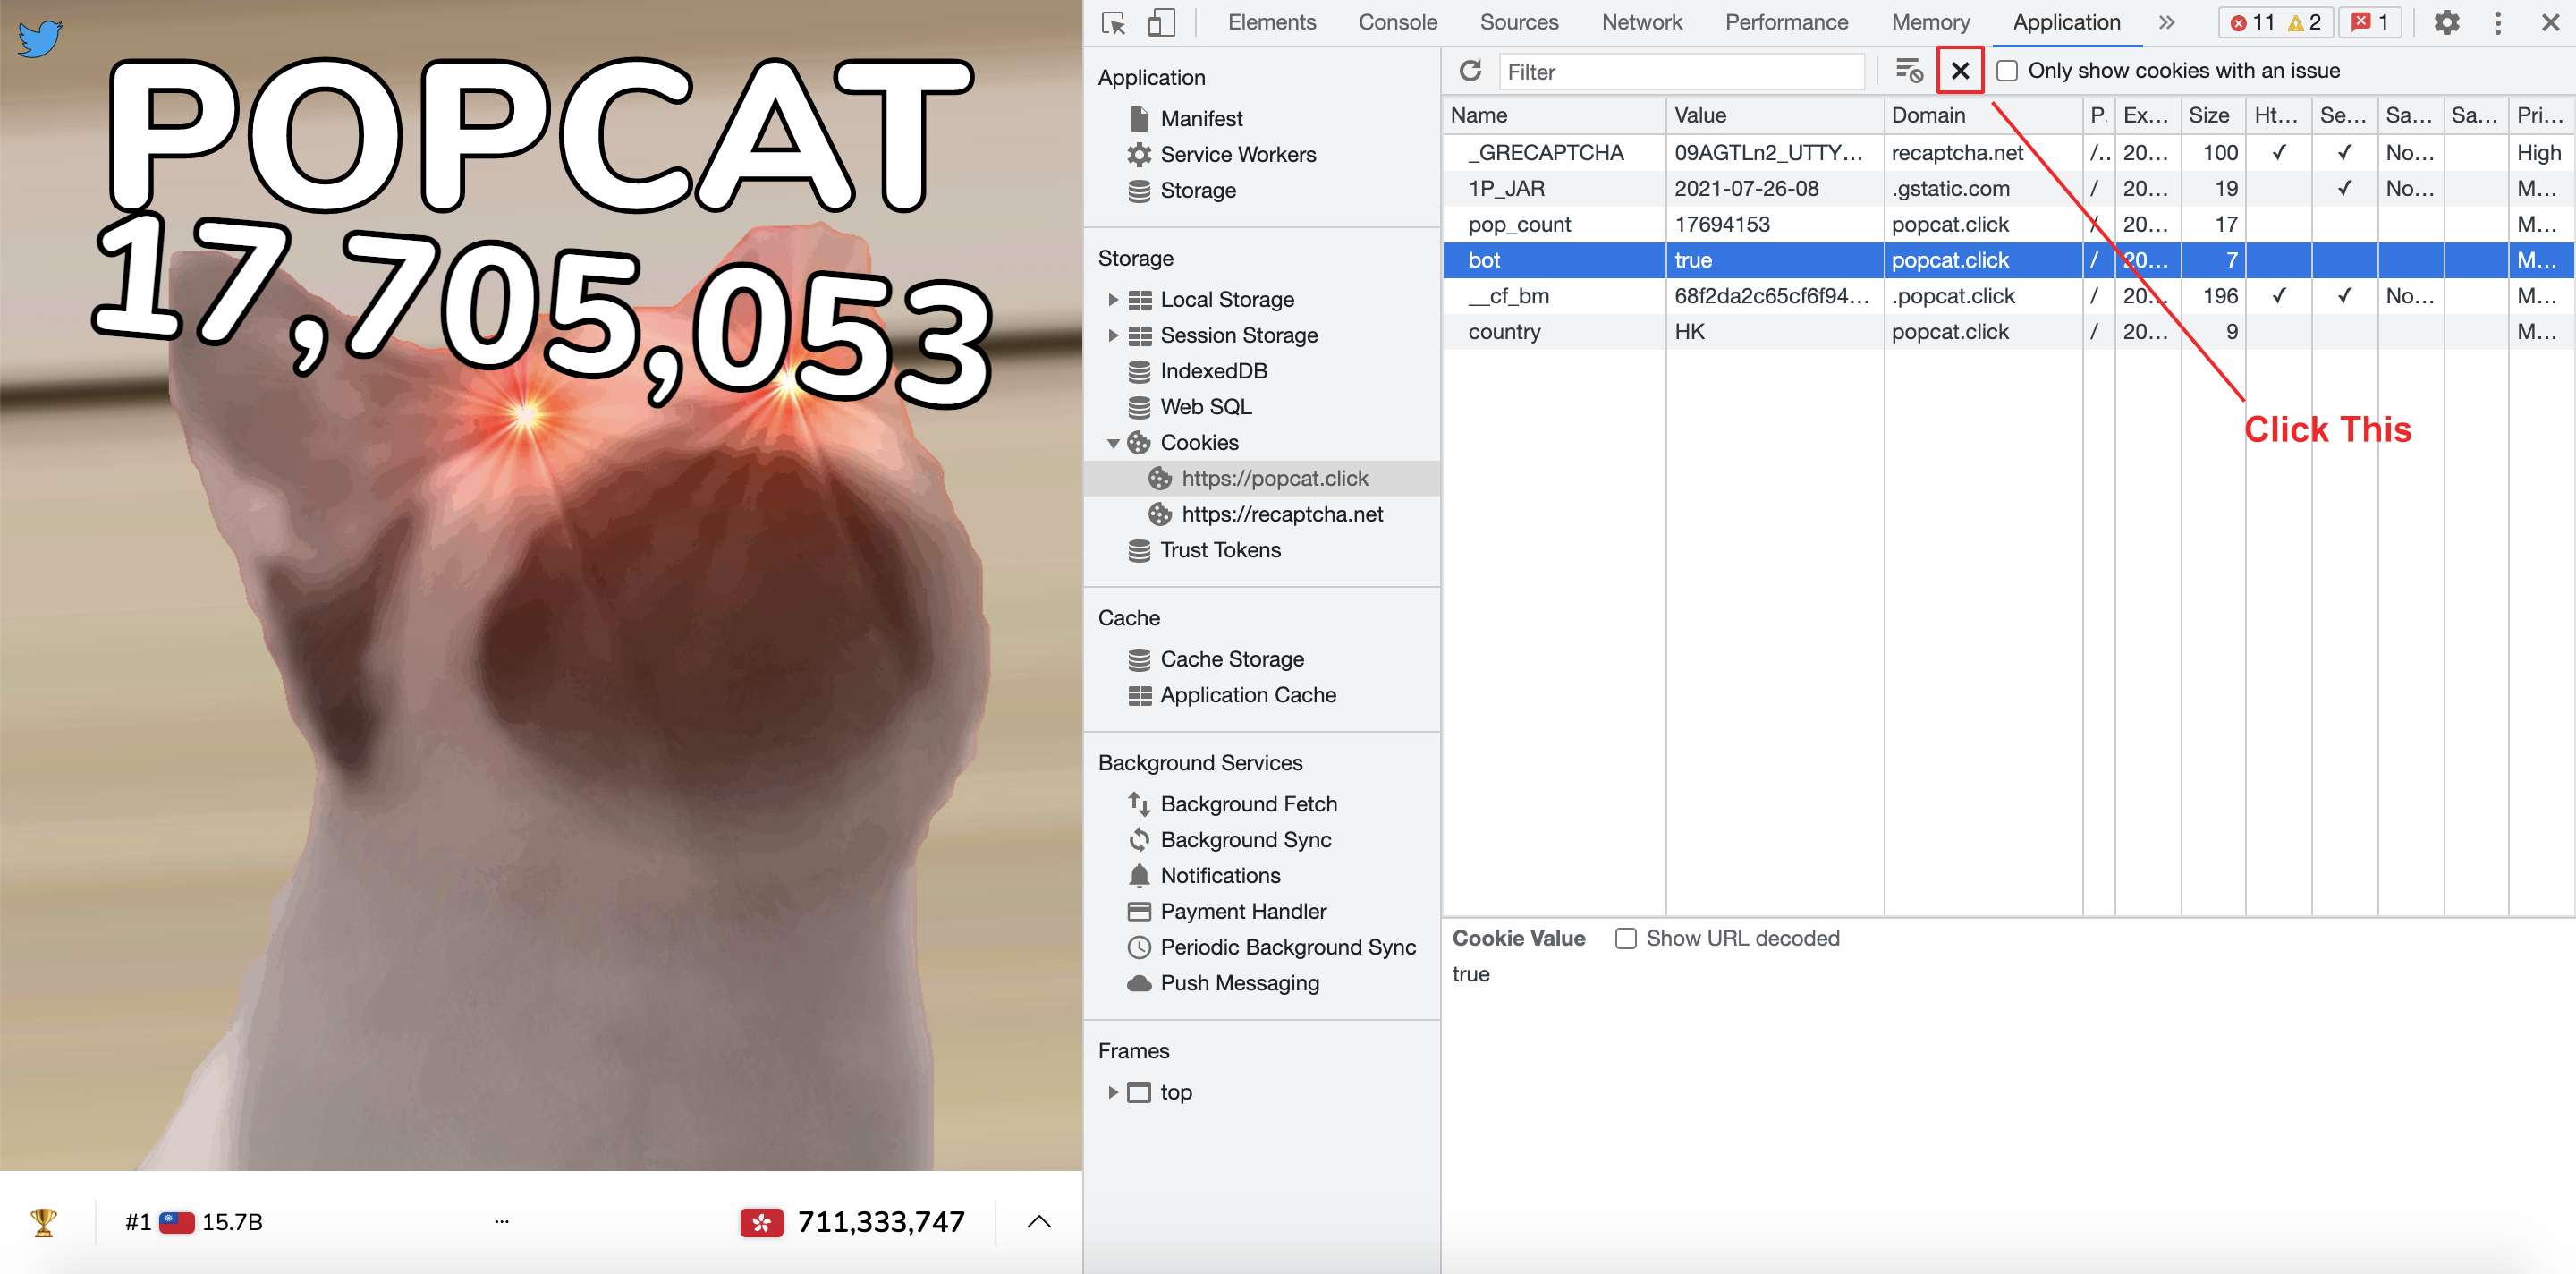 POPCAT
17,705,053
#1 15.7B
...
711,333,747
Elements Console Sources Network Performance Memory Application » 11 2 1
Application
Manifest
Service Workers
Storage
Storage
Local Storage
Session Storage
IndexedDB
Web SQL
Cookies
https://popcat.click
https://recaptcha.net
Trust Tokens
Cache
Cache Storage
Application Cache
Background Services
Background Fetch
Background Sync
Notifications
Payment Handler
Periodic Background Sync
Push Messaging
Frames
top
Filter Only show cookies with an issue
Name Value Domain P. Ex... Size Ht... Se... Sa... Sa... Pri...
_GRECAPTCHA 09AGTLn2_UTTY... recaptcha.net /.. 20... 100 ✓ ✓ No... High
1P_JAR 2021-07-26-08 .gstatic.com / 20... 19 ✓ No... M...
pop_count 17694153 popcat.click / 20... 17 M...
bot true popcat.click / 20... 7 M...
__cf_bm 68f2da2c65cf6f94... .popcat.click / 20... 196 ✓ ✓ No... M...
country HK popcat.click / 20... 9 M...
Click This
Cookie Value Show URL decoded
true